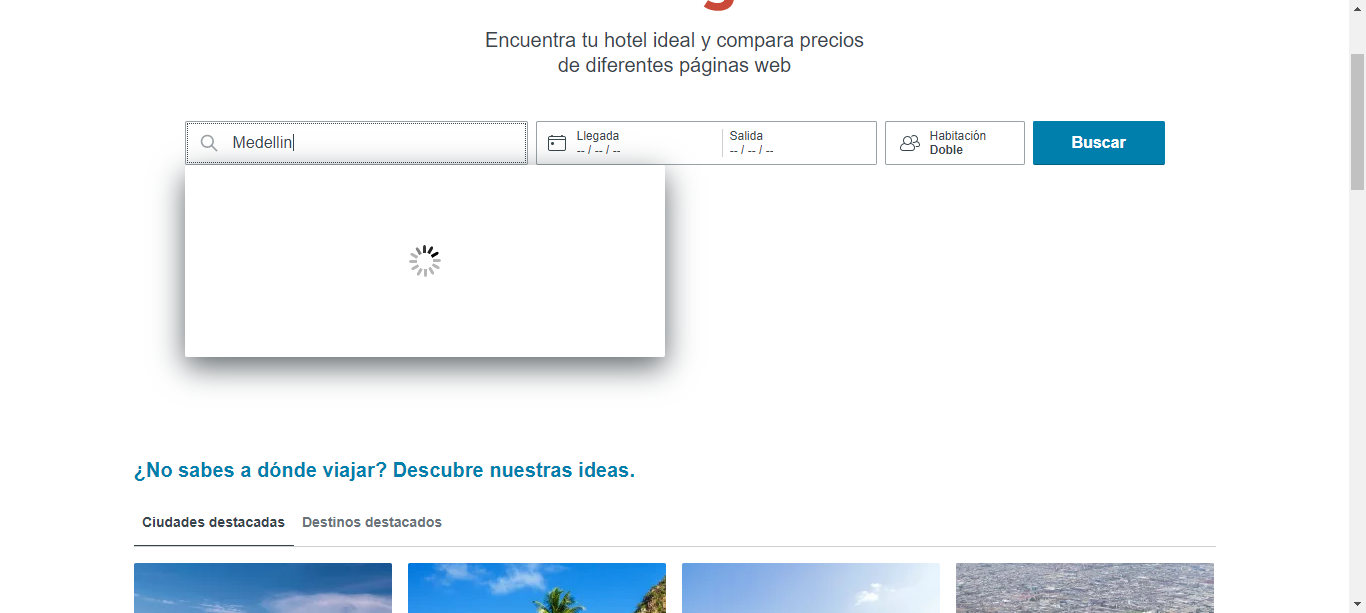 Encuentra tu hotel ideal y compara precios
de diferentes páginas web
Medellin
Llegada
-- / -- / --
Salida
-- / -- / --
Habitación
Doble
Buscar
¿No sabes a dónde viajar? Descubre nuestras ideas.
Ciudades destacadas
Destinos destacados